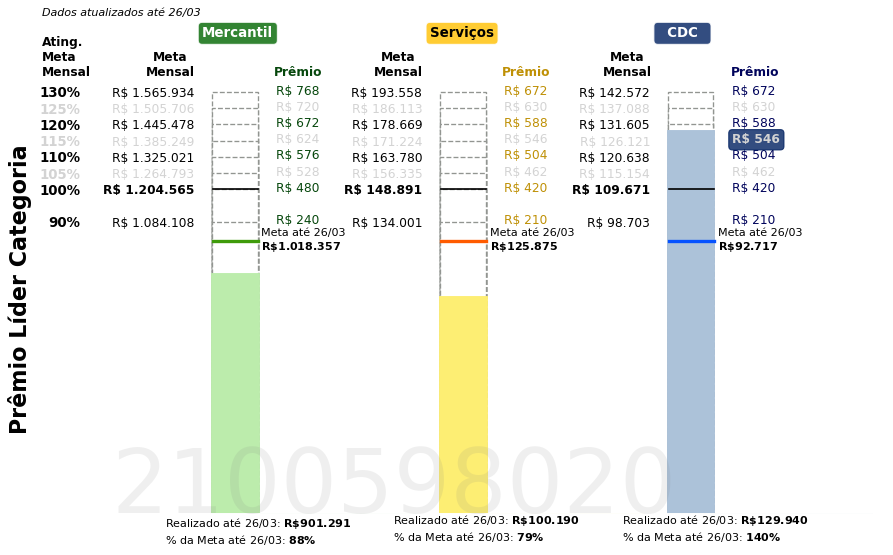 Dados atualizados até 26/03
Mercantil Serviços CDC
Ating. Meta Mensal
Meta Mensal Prêmio Meta Mensal Prêmio Meta Mensal Prêmio
130% R$ 1.565.934 R$ 768 R$ 193.558 R$ 672 R$ 142.572 R$ 672
125% R$ 1.505.706 R$ 720 R$ 186.113 R$ 630 R$ 137.088 R$ 630
120% R$ 1.445.478 R$ 672 R$ 178.669 R$ 588 R$ 131.605 R$ 588
115% R$ 1.385.249 R$ 624 R$ 171.224 R$ 546 R$ 126.121 R$ 546
110% R$ 1.325.021 R$ 576 R$ 163.780 R$ 504 R$ 120.638 R$ 504
105% R$ 1.264.793 R$ 528 R$ 156.335 R$ 462 R$ 115.154 R$ 462
100% R$ 1.204.565 R$ 480 R$ 148.891 R$ 420 R$ 109.671 R$ 420
90% R$ 1.084.108 R$ 240 R$ 134.001 R$ 210 R$ 98.703 R$ 210
Meta até 26/03 Meta até 26/03 Meta até 26/03
R$1.018.357 R$125.875 R$92.717
Prêmio Líder Categoria
2100598020
Realizado até 26/03: R$901.291 Realizado até 26/03: R$100.190 Realizado até 26/03: R$129.940
% da Meta até 26/03: 88% % da Meta até 26/03: 79% % da Meta até 26/03: 140%